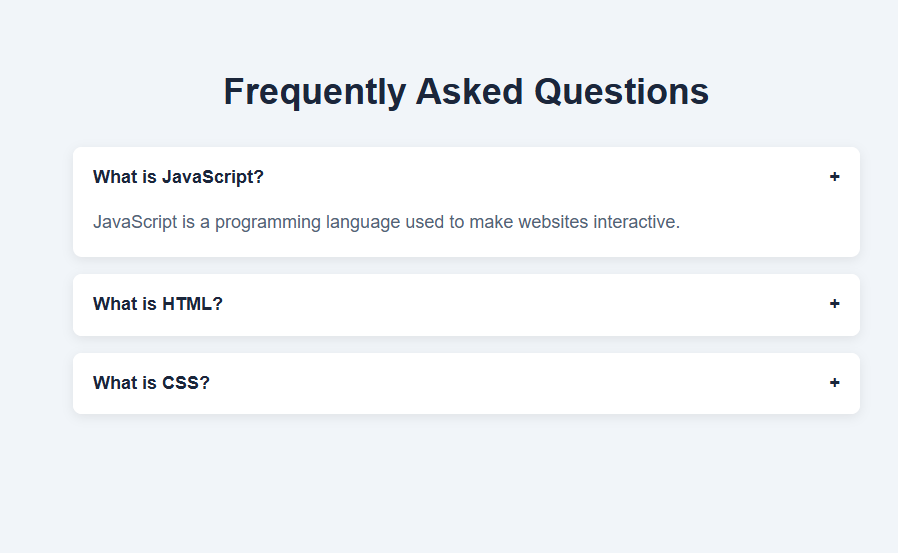 Frequently Asked Questions
What is JavaScript? +
JavaScript is a programming language used to make websites interactive.
What is HTML? +
What is CSS? +